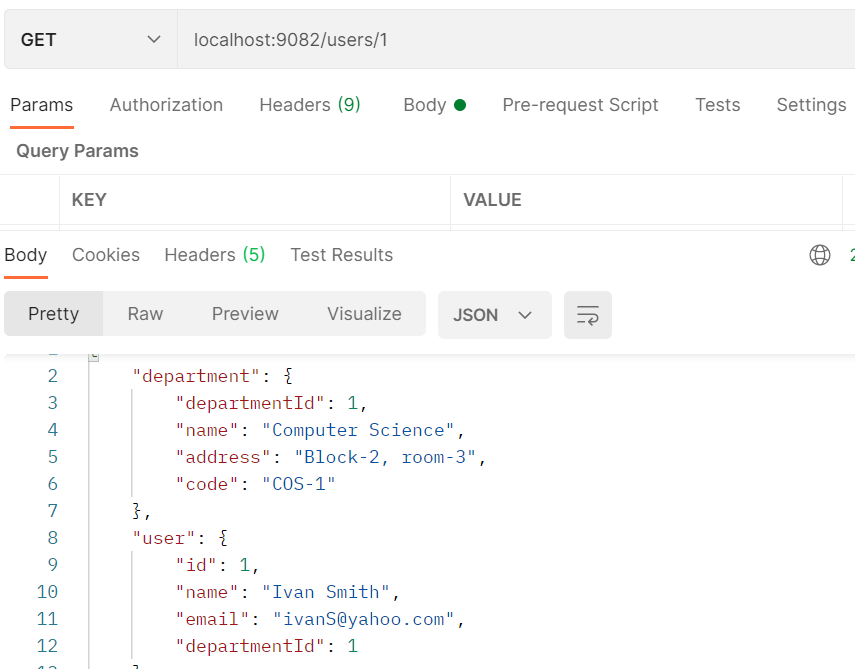 GET localhost:9082/users/1
Params Authorization Headers (9) Body Pre-request Script Tests Settings
Query Params
KEY VALUE
Body Cookies Headers (5) Test Results
Pretty Raw Preview Visualize JSON
2 "department": {
3 "departmentId": 1,
4 "name": "Computer Science",
5 "address": "Block-2, room-3",
6 "code": "COS-1"
7 },
8 "user": {
9 "id": 1,
10 "name": "Ivan Smith",
11 "email": "ivanS@yahoo.com",
12 "departmentId": 1